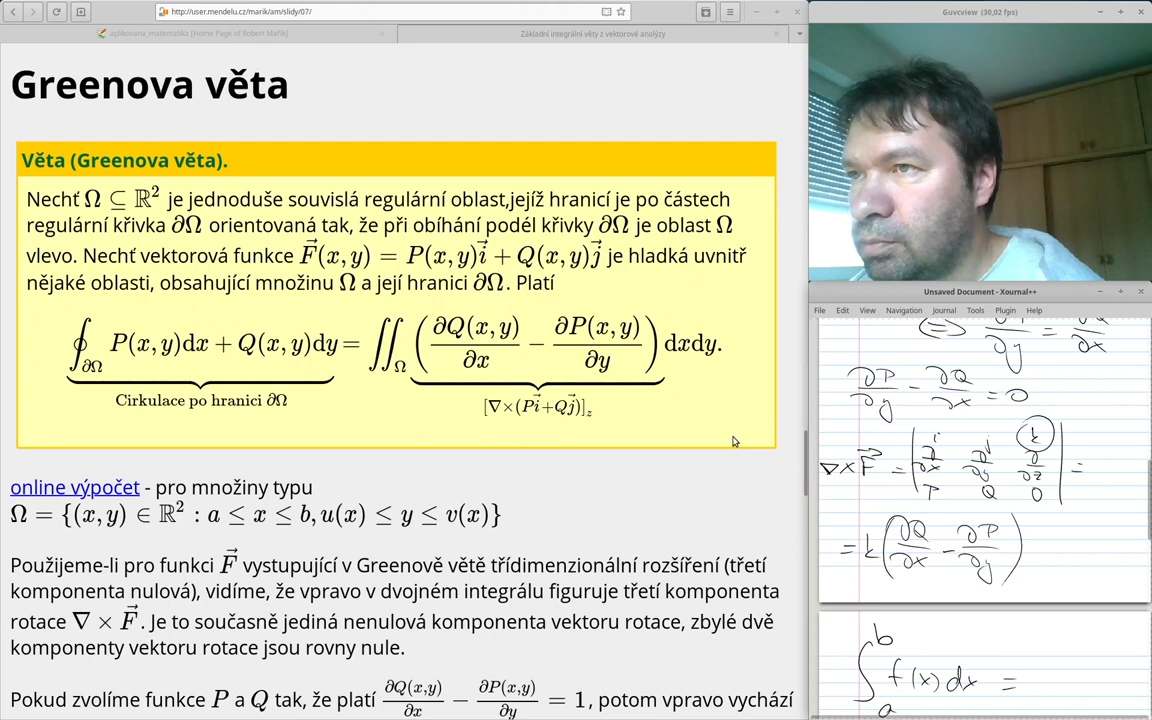 http://user.mendelu.cz/marik/am/slidy/07/
aplikovana_matematika [Home Page of Robert Mařík]
Základní integrální věty z vektorové analýzy
Greenova věta
Věta (Greenova věta).
Nechť Ω ⊆ ℝ² je jednoduše souvislá regulární oblast,jejíž hranicí je po částech
regulární křivka ∂Ω orientovaná tak, že při obíhání podél křivky ∂Ω je oblast Ω
vlevo. Nechť vektorová funkce F⃗(x, y) = P(x, y)i⃗ + Q(x, y)j⃗ je hladká uvnitř
nějaké oblasti, obsahující množinu Ω a její hranici ∂Ω. Platí
∮_∂Ω P(x, y)dx + Q(x, y)dy = ∬_Ω (∂Q(x, y)/∂x − ∂P(x, y)/∂y) dxdy.
Cirkulace po hranici ∂Ω
[∇×(Pi⃗+Qj⃗)]_z
online výpočet - pro množiny typu
Ω = {(x, y) ∈ ℝ² : a ≤ x ≤ b, u(x) ≤ y ≤ v(x)}
Použijeme-li pro funkci F⃗ vystupující v Greenově větě třídimenzionální rozšíření (třetí
komponenta nulová), vidíme, že vpravo v dvojném integrálu figuruje třetí komponenta
rotace ∇ × F⃗. Je to současně jediná nenulová komponenta vektoru rotace, zbylé dvě
komponenty vektoru rotace jsou rovny nule.
Pokud zvolíme funkce P a Q tak, že platí ∂Q(x,y)/∂x − ∂P(x,y)/∂y = 1, potom vpravo vychází
Guvcview (30,02 fps)
Unsaved Document - Xournal++
File Edit View Navigation Journal Tools Plugin Help
(⇔) ∂P/∂y = ∂Q/∂x
∂P/∂y − ∂Q/∂x = 0
∇×F⃗ = | i j k |
∂/∂x ∂/∂y ∂/∂z =
P Q 0
= k(∂Q/∂x − ∂P/∂y)
∫_a^b f(x) dx =